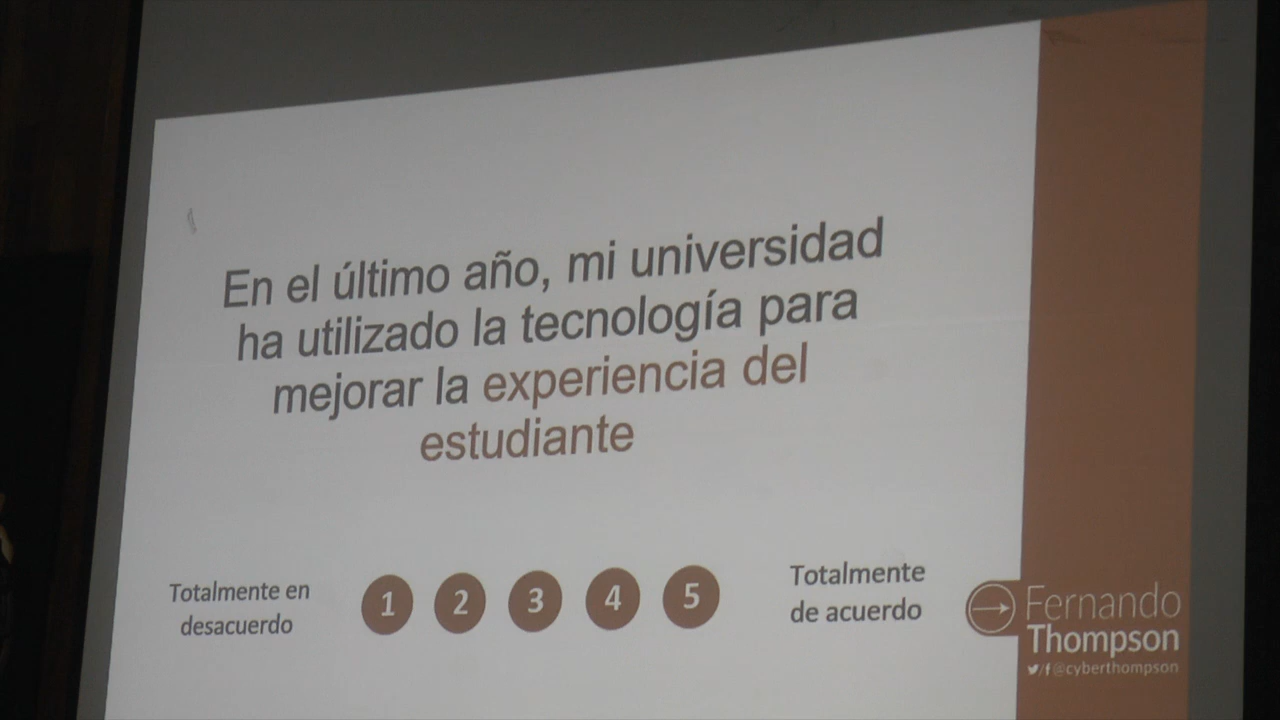 En el último año, mi universidad
ha utilizado la tecnología para
mejorar la experiencia del
estudiante
Totalmente en
desacuerdo
1 2 3 4 5
Totalmente
de acuerdo
Fernando
Thompson
/f@cyberthompson